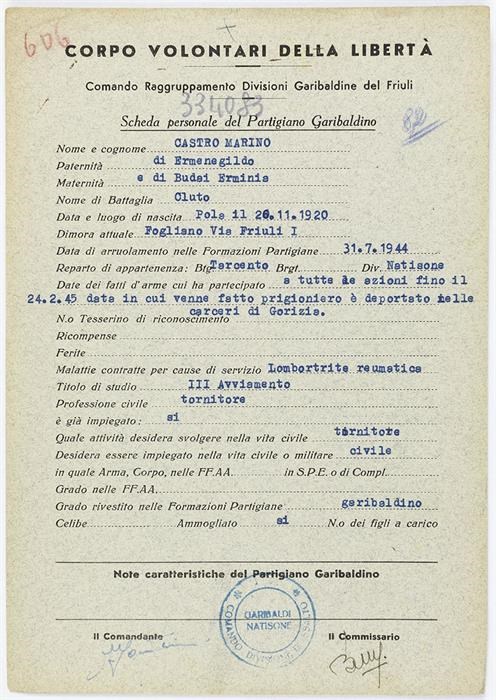 606
CORPO VOLONTARI DELLA LIBERTÀ
Comando Raggruppamento Divisioni Garibaldine del Friuli
334083
Scheda personale del Partigiano Garibaldino
82
Nome e cognome CASTRO MARINO
Paternità di Ermenegildo
Maternità e di Budai Erminia
Nome di Battaglia Cluto
Data e luogo di nascita Pola il 26.11.1920
Dimora attuale Fogliano Via Friuli I
Data di arruolamento nelle Formazioni Partigiane 31.7.1944
Reparto di appartenenza: Btg. Tarcento Brgt. Div. Natisone
Date dei fatti d'arme cui ha partecipato a tutte le azioni fino il
24.2.45 data in cui venne fatto prigioniero è deportato nelle
carceri di Gorizia.
N.o Tesserino di riconoscimento
Ricompense
Ferite
Malattie contratte per cause di servizio Lombortrite reumatica
Titolo di studio III Avviamento
Professione civile tornitore
è già impiegato: si
Quale attività desidera svolgere nella vita civile tornitore
Desidera essere impiegato nella vita civile o militare civile
in quale Arma, Corpo, nelle FF.AA. in S.P.E. o di Compl.
Grado nelle FF.AA.
Grado rivestito nelle Formazioni Partigiane garibaldino
Celibe Ammogliato si N.o dei figli a carico
Note caratteristiche del Partigiano Garibaldino
COMANDO DIVISIONE D'ASSALTO
GARIBALDI
NATISONE
Il Comandante Il Commissario